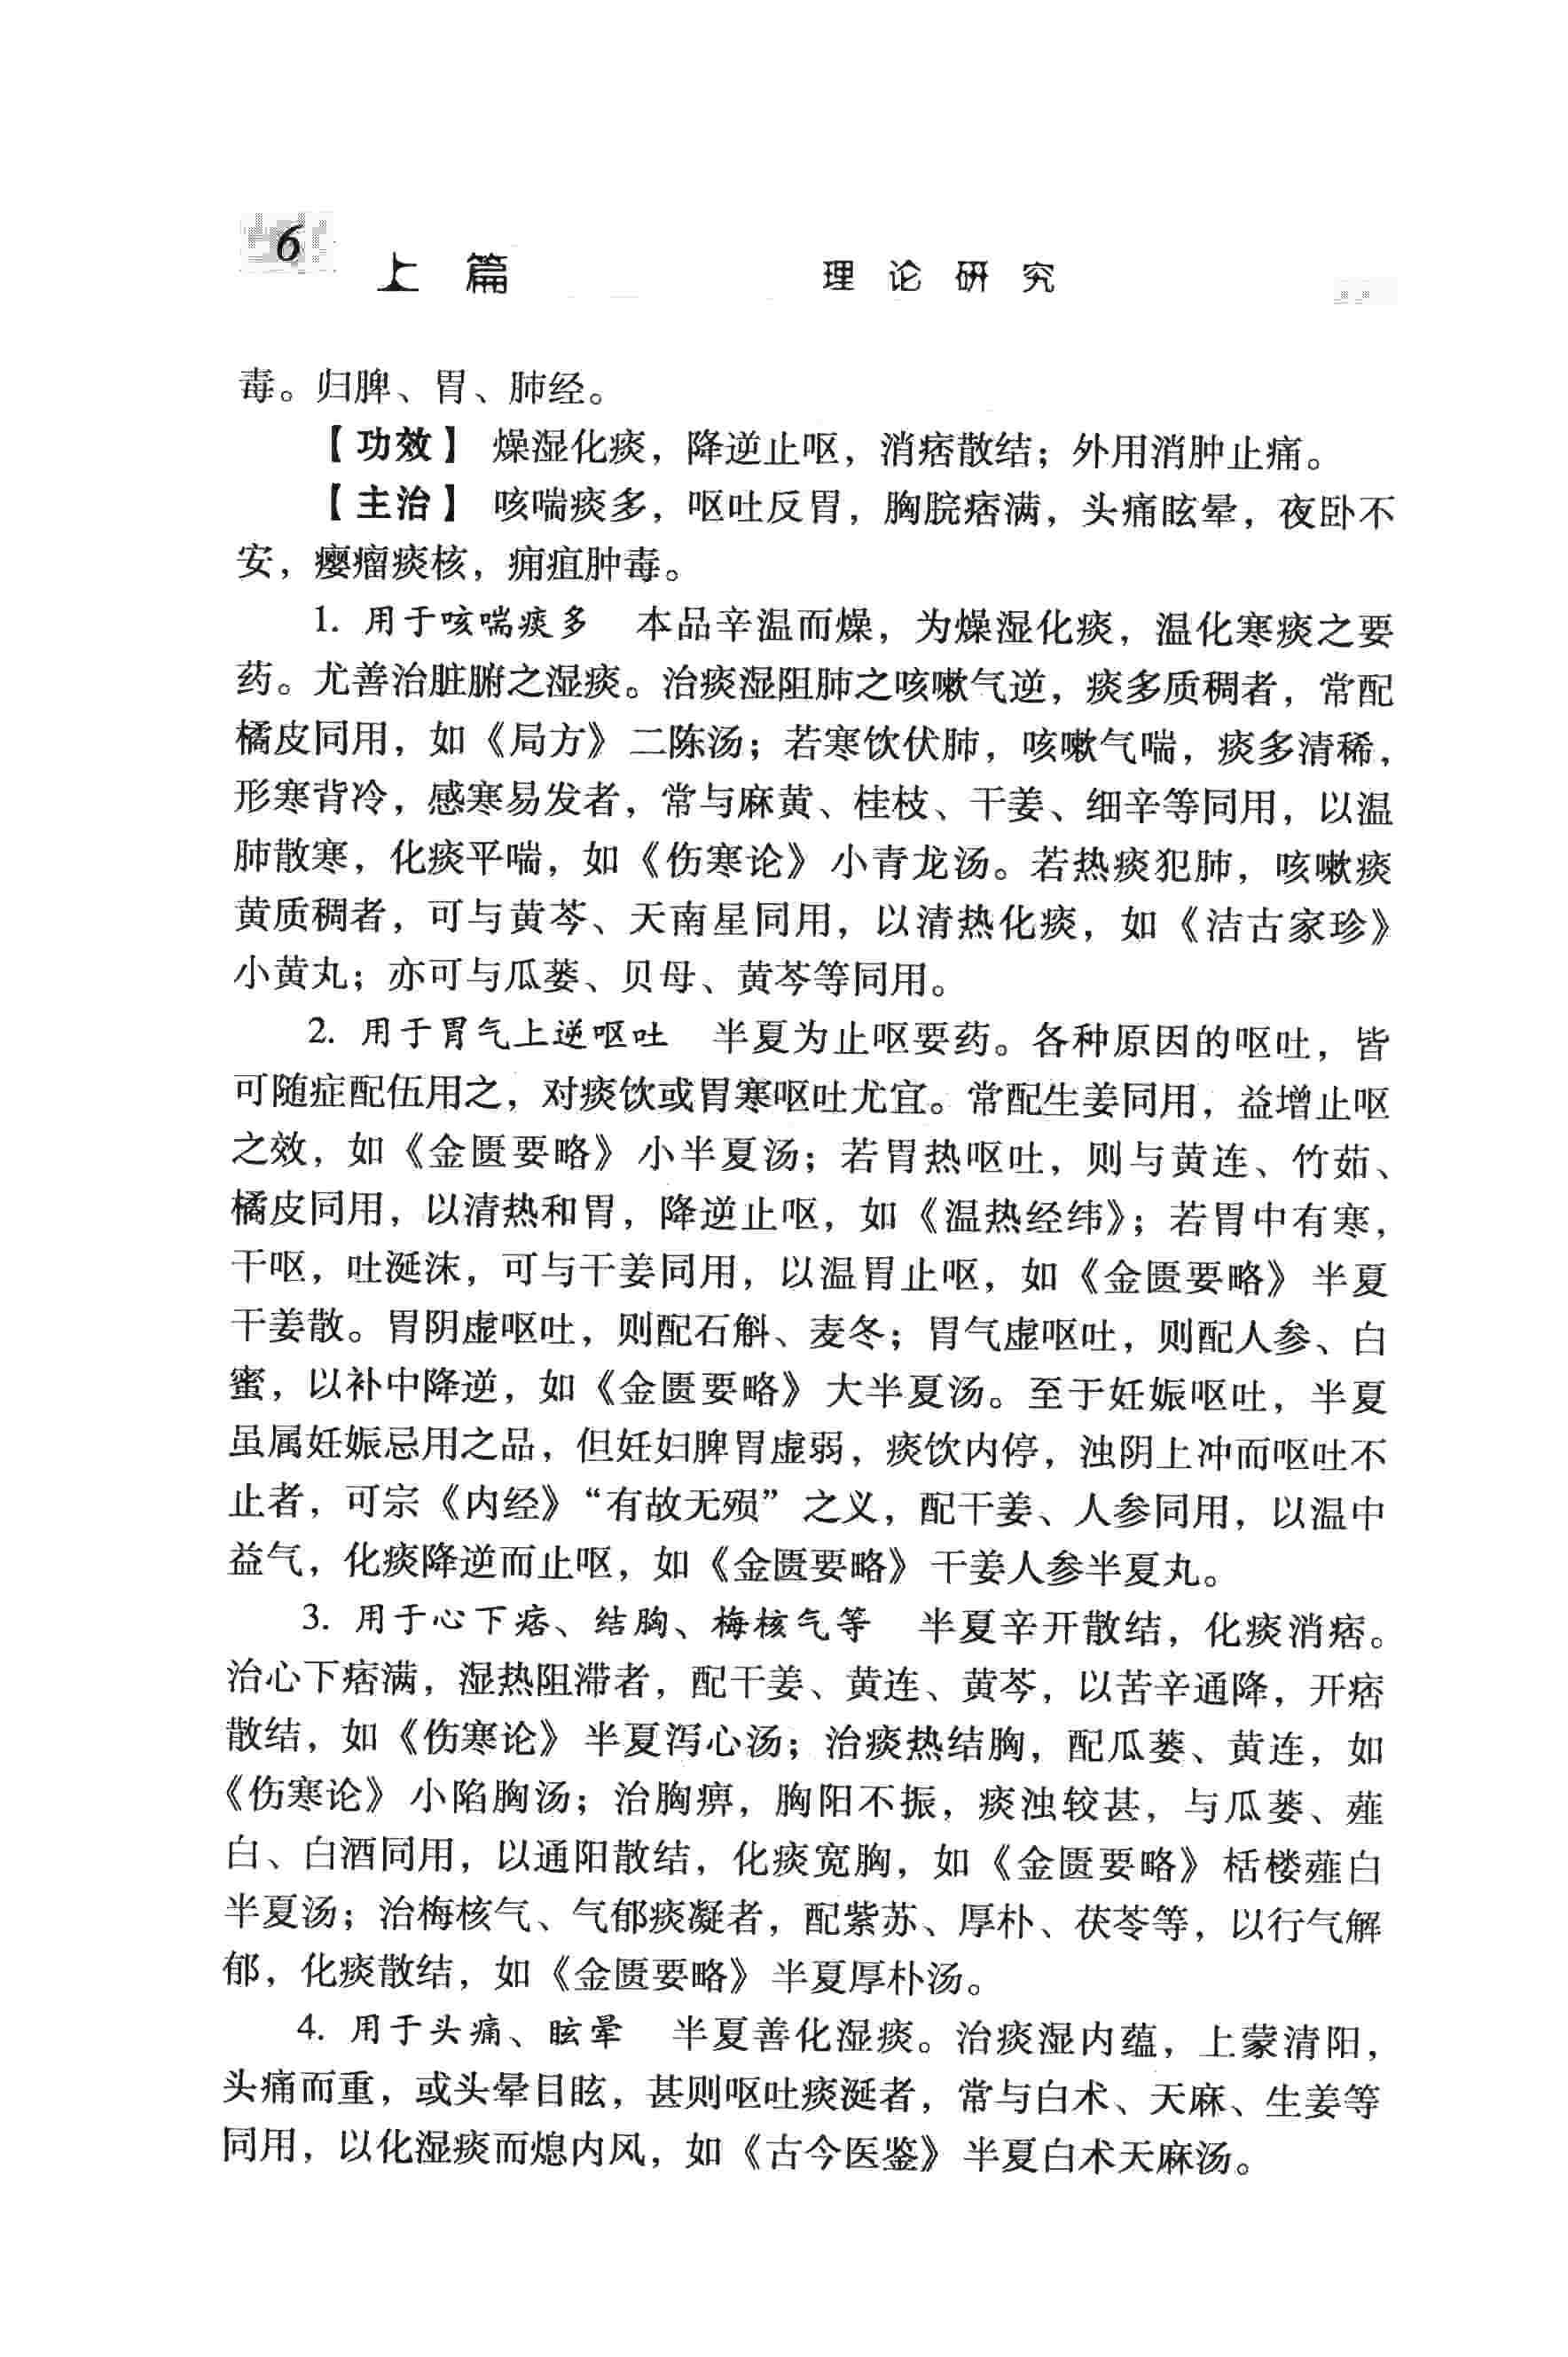 6
上 篇 理 论 研 究
毒。归脾、胃、肺经。
【功效】 燥湿化痰，降逆止呕，消痞散结；外用消肿止痛。
【主治】 咳喘痰多，呕吐反胃，胸脘痞满，头痛眩晕，夜卧不
安，瘿瘤痰核，痈疽肿毒。
1. 用于咳喘痰多 本品辛温而燥，为燥湿化痰，温化寒痰之要
药。尤善治脏腑之湿痰。治痰湿阻肺之咳嗽气逆，痰多质稠者，常配
橘皮同用，如《局方》二陈汤；若寒饮伏肺，咳嗽气喘，痰多清稀，
形寒背冷，感寒易发者，常与麻黄、桂枝、干姜、细辛等同用，以温
肺散寒，化痰平喘，如《伤寒论》小青龙汤。若热痰犯肺，咳嗽痰
黄质稠者，可与黄芩、天南星同用，以清热化痰，如《洁古家珍》
小黄丸；亦可与瓜蒌、贝母、黄芩等同用。
2. 用于胃气上逆呕吐 半夏为止呕要药。各种原因的呕吐，皆
可随症配伍用之，对痰饮或胃寒呕吐尤宜。常配生姜同用，益增止呕
之效，如《金匮要略》小半夏汤；若胃热呕吐，则与黄连、竹茹、
橘皮同用，以清热和胃，降逆止呕，如《温热经纬》；若胃中有寒，
干呕，吐涎沫，可与干姜同用，以温胃止呕，如《金匮要略》半夏
干姜散。胃阴虚呕吐，则配石斛、麦冬；胃气虚呕吐，则配人参、白
蜜，以补中降逆，如《金匮要略》大半夏汤。至于妊娠呕吐，半夏
虽属妊娠忌用之品，但妊妇脾胃虚弱，痰饮内停，浊阴上冲而呕吐不
止者，可宗《内经》“有故无殒”之义，配干姜、人参同用，以温中
益气，化痰降逆而止呕，如《金匮要略》干姜人参半夏丸。
3. 用于心下痞、结胸、梅核气等 半夏辛开散结，化痰消痞。
治心下痞满，湿热阻滞者，配干姜、黄连、黄芩，以苦辛通降，开痞
散结，如《伤寒论》半夏泻心汤；治痰热结胸，配瓜蒌、黄连，如
《伤寒论》小陷胸汤；治胸痹，胸阳不振，痰浊较甚，与瓜蒌、薤
白、白酒同用，以通阳散结，化痰宽胸，如《金匮要略》栝楼薤白
半夏汤；治梅核气、气郁痰凝者，配紫苏、厚朴、茯苓等，以行气解
郁，化痰散结，如《金匮要略》半夏厚朴汤。
4. 用于头痛、眩晕 半夏善化湿痰。治痰湿内蕴，上蒙清阳，
头痛而重，或头晕目眩，甚则呕吐痰涎者，常与白术、天麻、生姜等
同用，以化湿痰而熄内风，如《古今医鉴》半夏白术天麻汤。